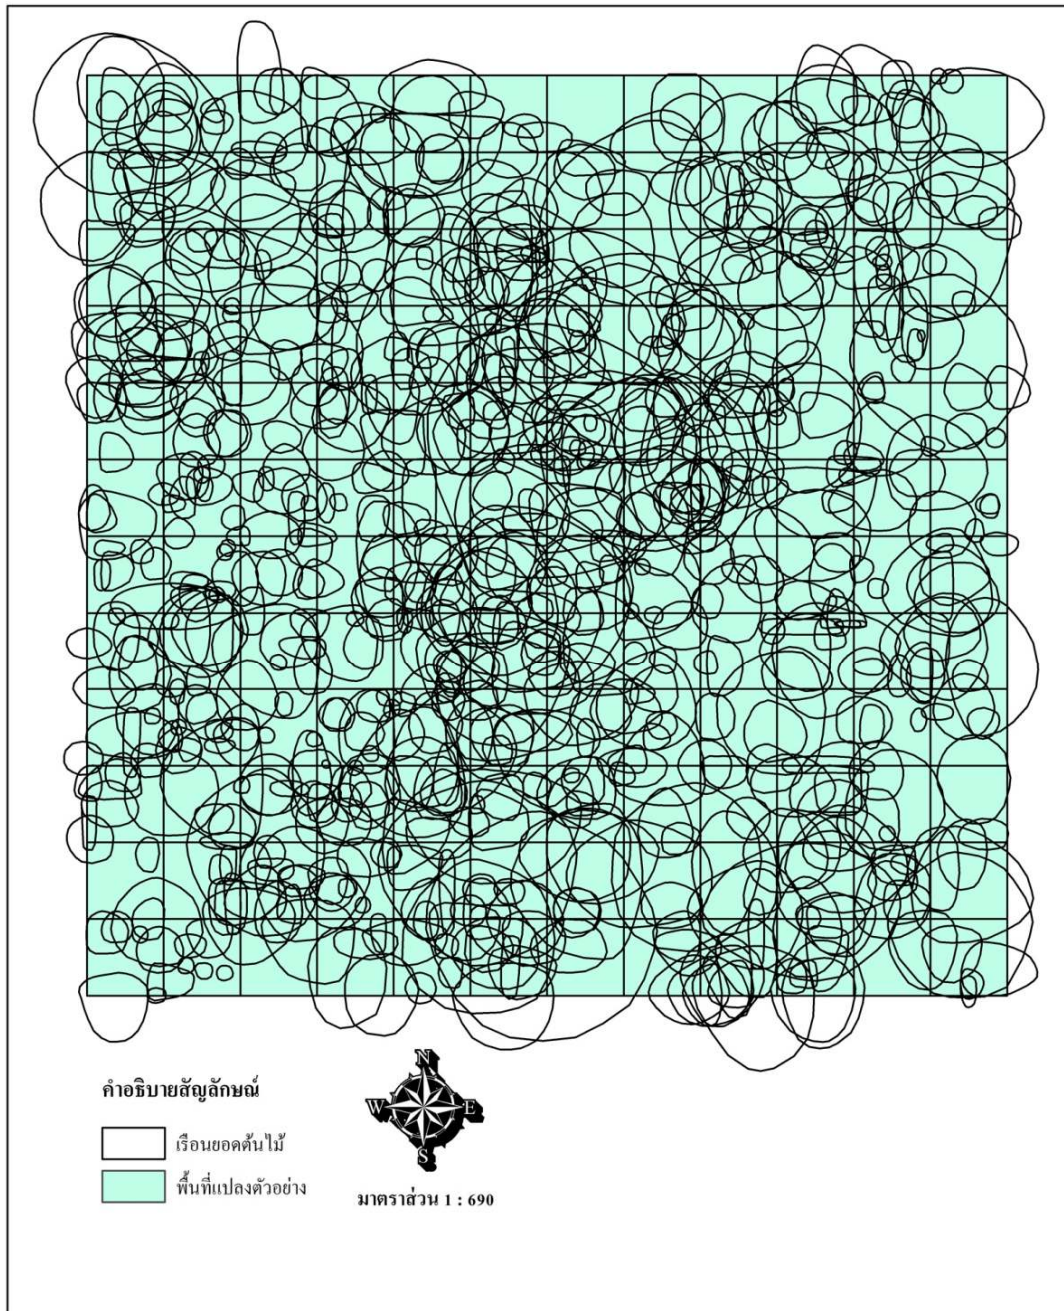 คำอธิบายสัญลักษณ์
เรือนยอดต้นไม้
พื้นที่แปลงตัวอย่าง
N
W E
S
มาตราส่วน 1 : 690